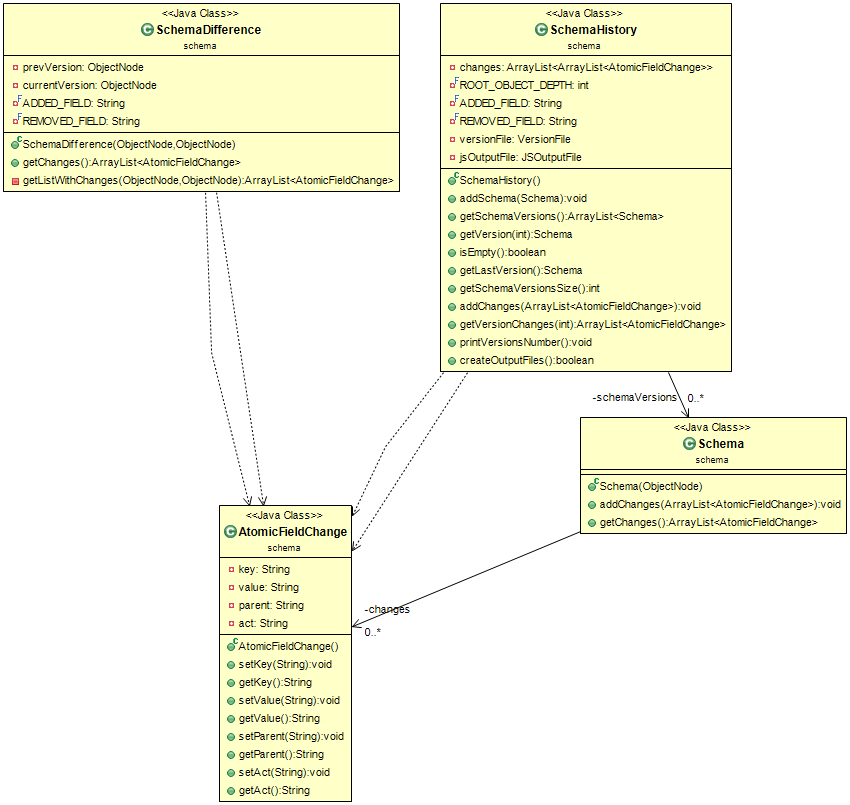 <<Java Class>>
SchemaDifference
schema
prevVersion: ObjectNode
currentVersion: ObjectNode
ADDED_FIELD: String
REMOVED_FIELD: String
SchemaDifference(ObjectNode,ObjectNode)
getChanges():ArrayList<AtomicFieldChange>
getListWithChanges(ObjectNode,ObjectNode):ArrayList<AtomicFieldChange>
<<Java Class>>
SchemaHistory
schema
changes: ArrayList<ArrayList<AtomicFieldChange>>
ROOT_OBJECT_DEPTH: int
ADDED_FIELD: String
REMOVED_FIELD: String
versionFile: VersionFile
jsOutputFile: JSOutputFile
SchemaHistory()
addSchema(Schema):void
getSchemaVersions():ArrayList<Schema>
getVersion(int):Schema
isEmpty():boolean
getLastVersion():Schema
getSchemaVersionsSize():int
addChanges(ArrayList<AtomicFieldChange>):void
getVersionChanges(int):ArrayList<AtomicFieldChange>
printVersionsNumber():void
createOutputFiles():boolean
-schemaVersions 0..*
<<Java Class>>
Schema
schema
Schema(ObjectNode)
addChanges(ArrayList<AtomicFieldChange>):void
getChanges():ArrayList<AtomicFieldChange>
-changes
0..*
<<Java Class>>
AtomicFieldChange
schema
key: String
value: String
parent: String
act: String
AtomicFieldChange()
setKey(String):void
getKey():String
setValue(String):void
getValue():String
setParent(String):void
getParent():String
setAct(String):void
getAct():String